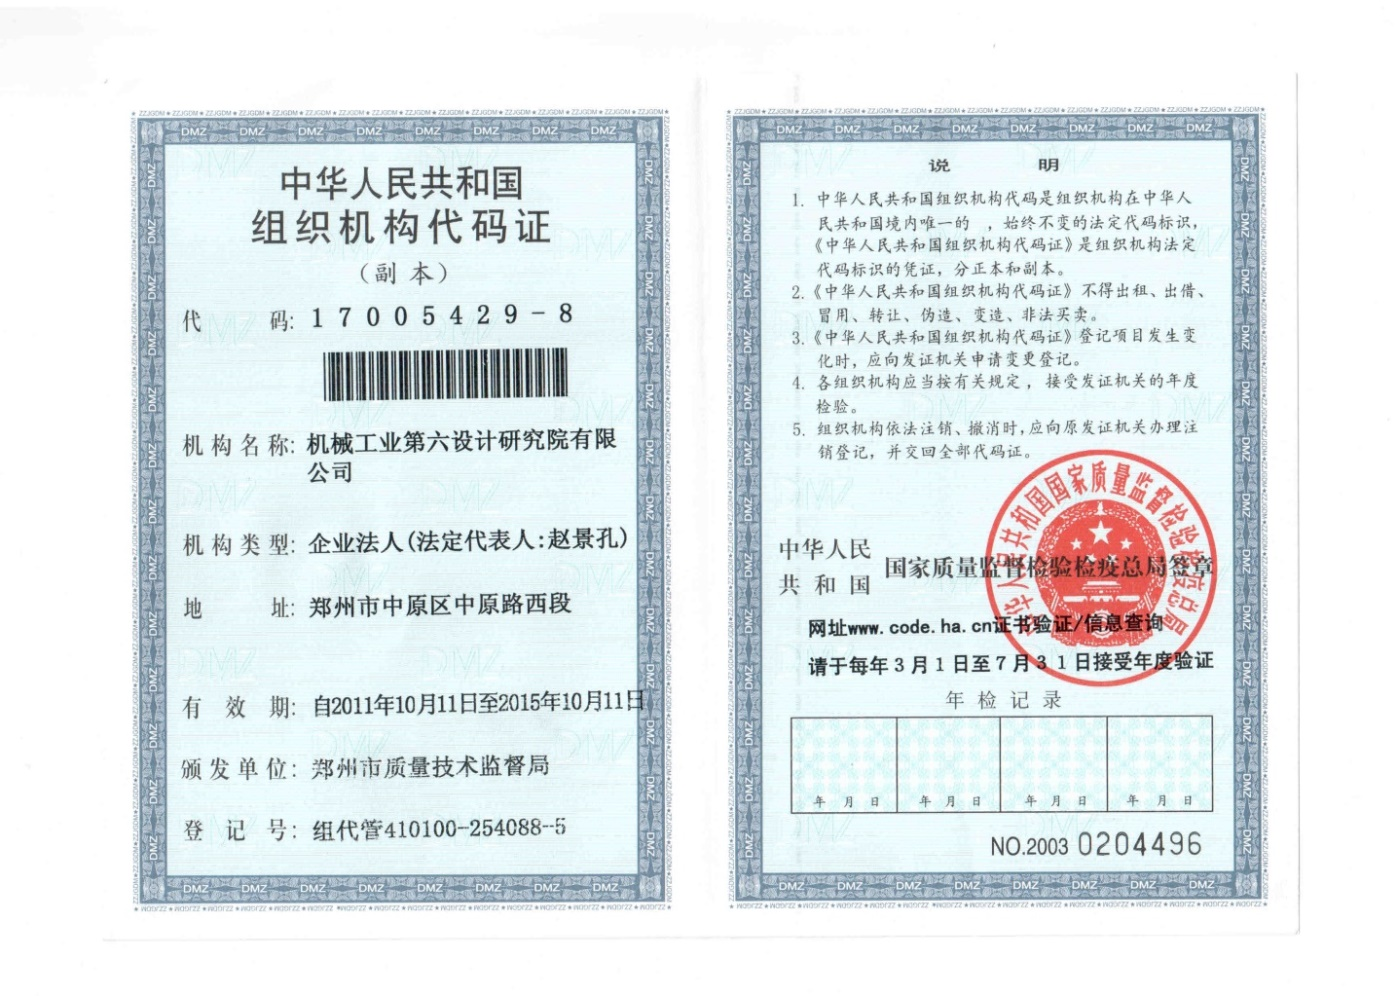 中华人民共和国
组织机构代码证
（副 本）
代 码: 17005429-8
机构名称: 机械工业第六设计研究院有限
公司
机构类型: 企业法人(法定代表人:赵景孔)
地 址: 郑州市中原区中原路西段
有 效 期: 自2011年10月11日至2015年10月11日
颁发单位: 郑州市质量技术监督局
登 记 号: 组代管410100-254088-5
说 明
1. 中华人民共和国组织机构代码是组织机构在中华人
民共和国境内唯一的 ，始终不变的法定代码标识，
《中华人民共和国组织机构代码证》是组织机构法定
代码标识的凭证，分正本和副本。
2.《中华人民共和国组织机构代码证》不得出租、出借、
冒用、转让、伪造、变造、非法买卖。
3.《中华人民共和国组织机构代码证》登记项目发生变
化时，应向发证机关申请变更登记。
4. 各组织机构应当按有关规定，接受发证机关的年度
检验。
5. 组织机构依法注销、撤消时,应向原发证机关办理注
销登记，并交回全部代码证。
中华人民共和国国家质量监督检验检疫总局
中华人民
共和国
国家质量监督检验检疫总局签章
网址www.code.ha.cn证书验证/信息查询
请于每年3月1日至7月31日接受年度验证
年检记录
年 月 日 年 月 日 年 月 日 年 月 日
NO.2003 0204496